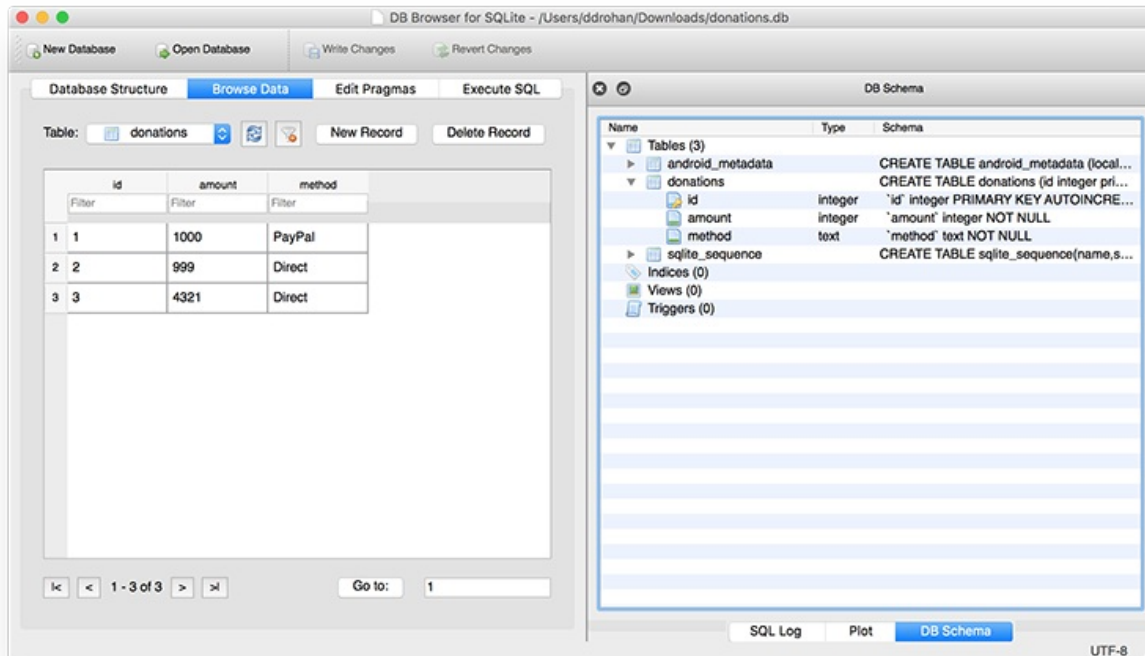 DB Browser for SQLite - /Users/ddrohan/Downloads/donations.db
New Database Open Database Write Changes Revert Changes
Database Structure Browse Data Edit Pragmas Execute SQL
Table: donations New Record Delete Record
id amount method
Filter Filter Filter
1 1 1000 PayPal
2 2 999 Direct
3 3 4321 Direct
|< < 1 - 3 of 3 > >| Go to: 1
DB Schema
Name Type Schema
Tables (3)
android_metadata CREATE TABLE android_metadata (local...
donations CREATE TABLE donations (id integer pri...
id integer `id` integer PRIMARY KEY AUTOINCRE...
amount integer `amount` integer NOT NULL
method text `method` text NOT NULL
sqlite_sequence CREATE TABLE sqlite_sequence(name,s...
Indices (0)
Views (0)
Triggers (0)
SQL Log Plot DB Schema
UTF-8